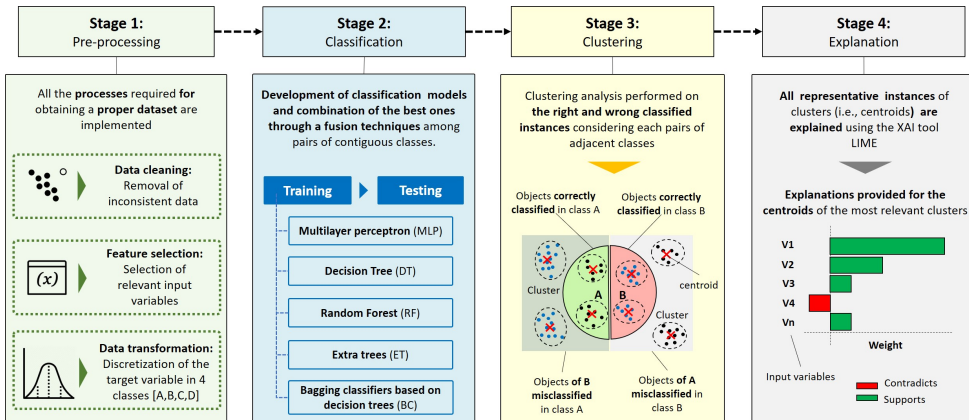 Stage 1:
Pre-processing
All the processes required for
obtaining a proper dataset are
implemented
Data cleaning:
Removal of
inconsistent data
(x)
Feature selection:
Selection of
relevant input
variables
Data transformation:
Discretization of the
target variable in 4
classes [A,B,C,D]
Stage 2:
Classification
Development of classification models
and combination of the best ones
through a fusion techniques among
pairs of contiguous classes.
Training
Testing
Multilayer perceptron (MLP)
Decision Tree (DT)
Random Forest (RF)
Extra trees (ET)
Bagging classifiers based on
decision trees (BC)
Stage 3:
Clustering
Clustering analysis performed on
the right and wrong classified
instances considering each pairs of
adjacent classes
Objects correctly
classified in class A
Objects correctly
classified in class B
Cluster
A
B
centroid
Cluster
Objects of B
misclassified
in class A
Objects of A
misclassified in
class B
Stage 4:
Explanation
All representative instances of
clusters (i.e., centroids) are
explained using the XAI tool
LIME
Explanations provided for the
centroids of the most relevant clusters
V1
V2
V3
V4
Vn
Weight
Input variables
Contradicts
Supports